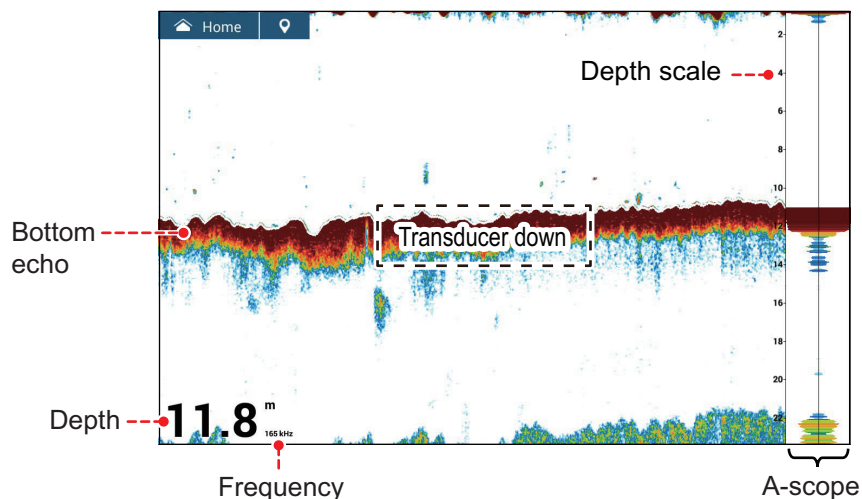 Home
2
Depth scale
4
6
8
10
Bottom
echo
Transducer down
12
14
16
18
20
Depth
11.8 m
165 kHz
22
Frequency
A-scope